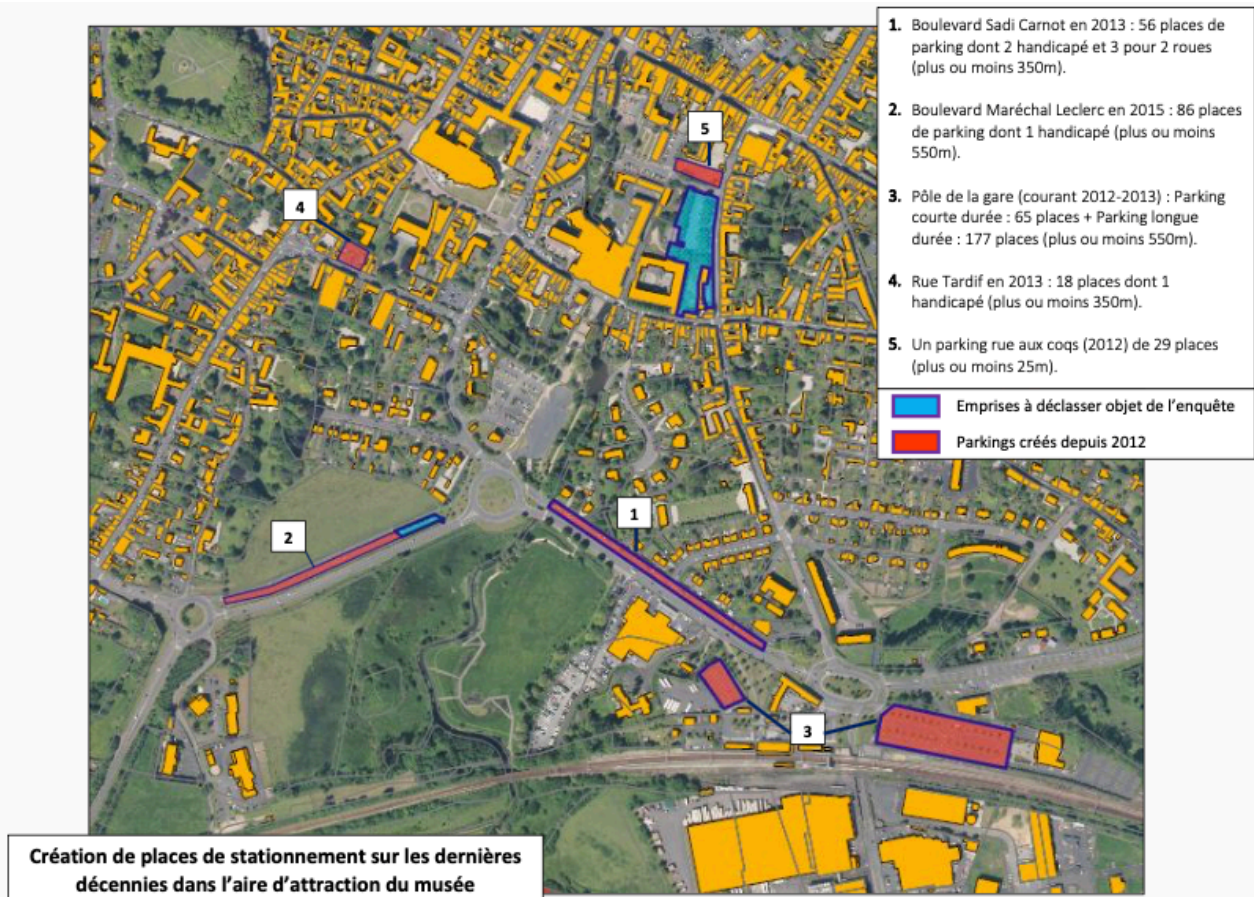 1. Boulevard Sadi Carnot en 2013 : 56 places de
parking dont 2 handicapé et 3 pour 2 roues
(plus ou moins 350m).
2. Boulevard Maréchal Leclerc en 2015 : 86 places
de parking dont 1 handicapé (plus ou moins
550m).
3. Pôle de la gare (courant 2012-2013) : Parking
courte durée : 65 places + Parking longue
durée : 177 places (plus ou moins 550m).
4. Rue Tardif en 2013 : 18 places dont 1
handicapé (plus ou moins 350m).
5. Un parking rue aux coqs (2012) de 29 places
(plus ou moins 25m).
Emprises à déclasser objet de l'enquête
Parkings créés depuis 2012
5
4
1
2
3
Création de places de stationnement sur les dernières
décennies dans l'aire d'attraction du musée